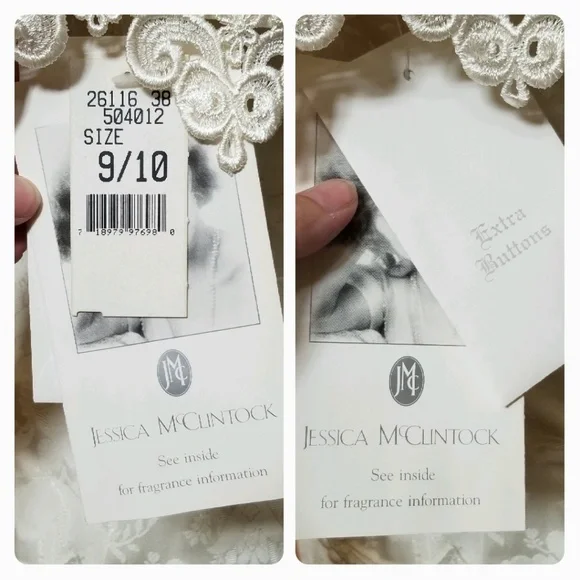 26116 38
504012
SIZE
9/10
7 18979 97698 0
JMC
JESSICA McCLINTOCK
See inside
for fragrance information
Extra
Buttons
JMC
JESSICA McCLINTOCK
See inside
for fragrance information